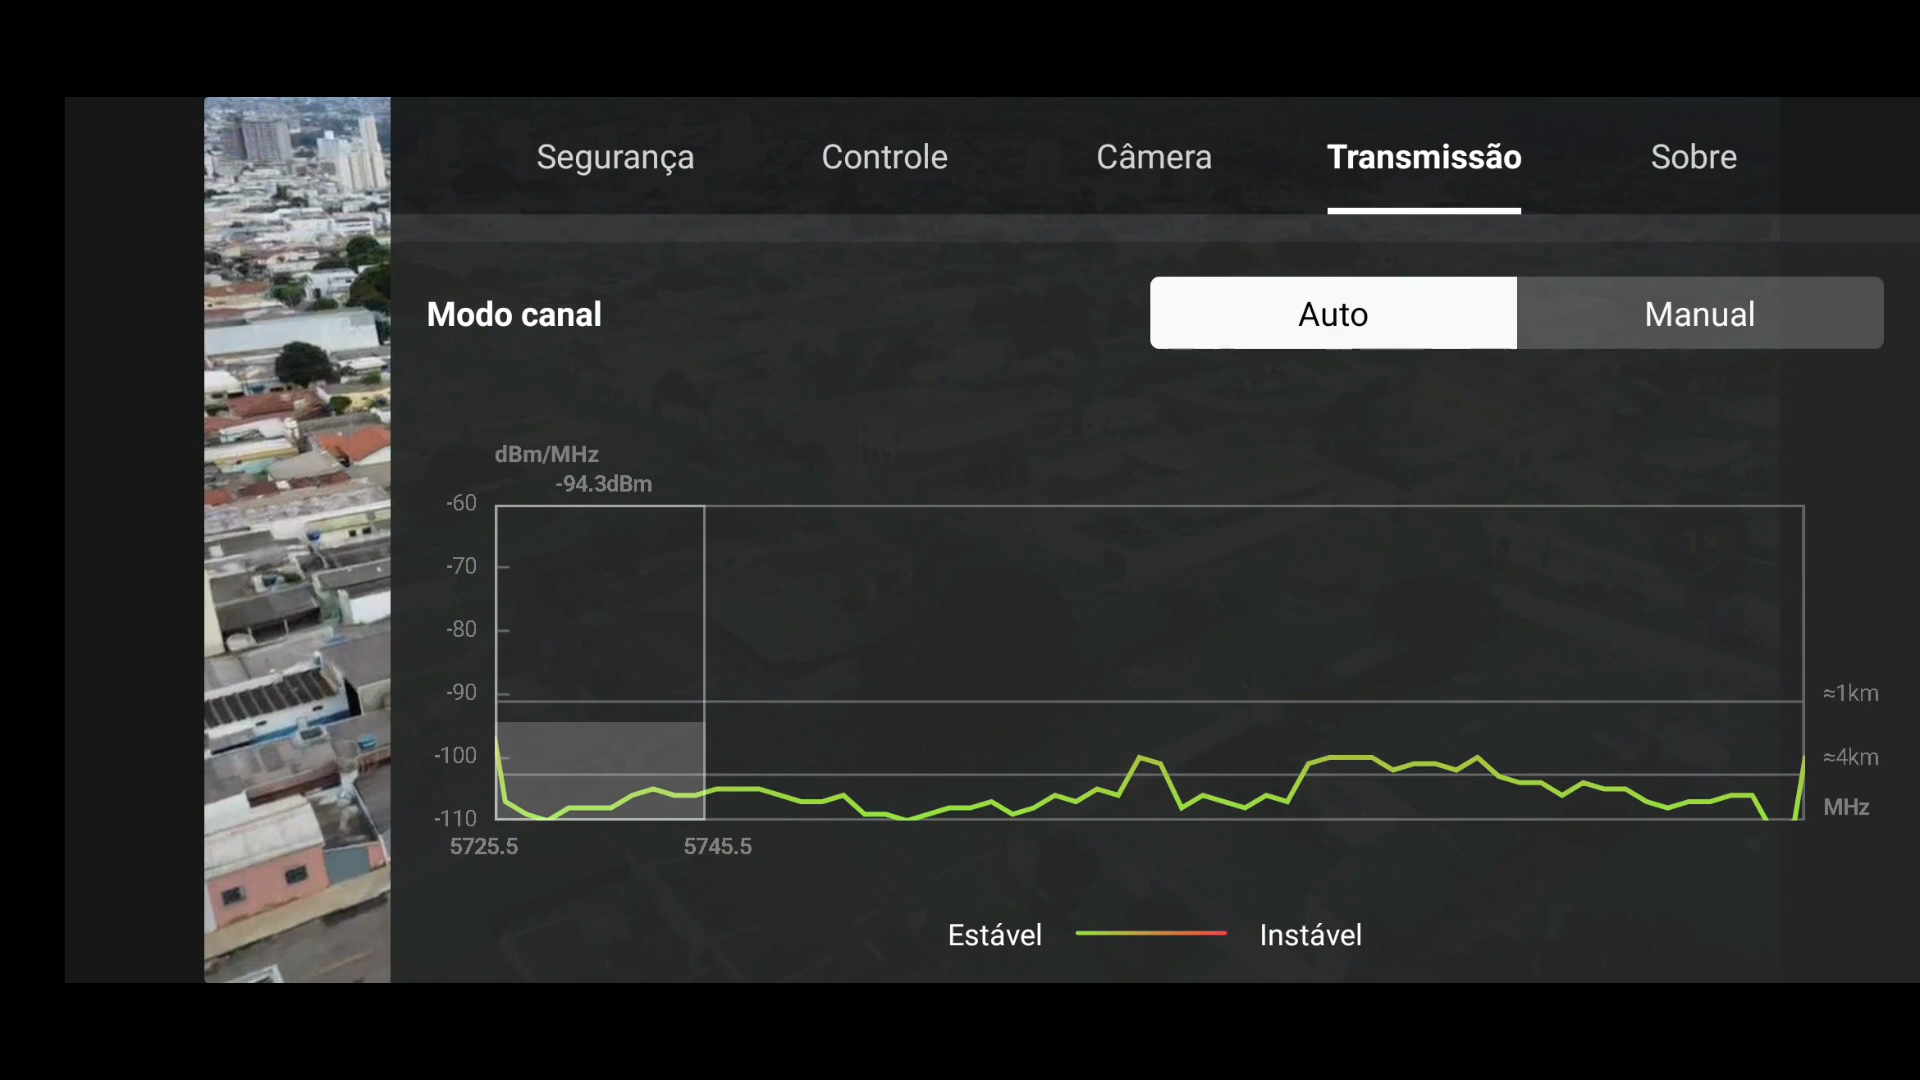 Segurança Controle Câmera Transmissão Sobre
Modo canal Auto Manual
dBm/MHz
-94.3dBm
-60
-70
-80
-90 ≈1km
-100 ≈4km
-110 MHz
5725.5 5745.5
Estável Instável